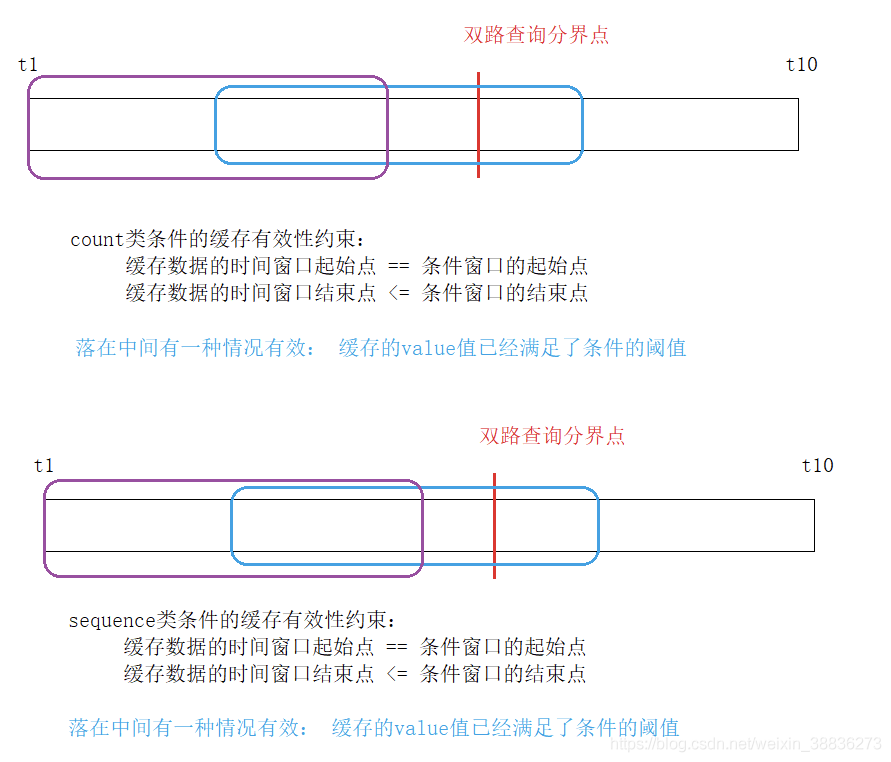 双路查询分界点
t1
t10
count类条件的缓存有效性约束：
缓存数据的时间窗口起始点 == 条件窗口的起始点
缓存数据的时间窗口结束点 <= 条件窗口的结束点
落在中间有一种情况有效： 缓存的value值已经满足了条件的阈值
双路查询分界点
t1
t10
sequence类条件的缓存有效性约束：
缓存数据的时间窗口起始点 == 条件窗口的起始点
缓存数据的时间窗口结束点 <= 条件窗口的结束点
落在中间有一种情况有效： 缓存的value值已经满足了条件的阈值
https://blog.csdn.net/weixin_38836273